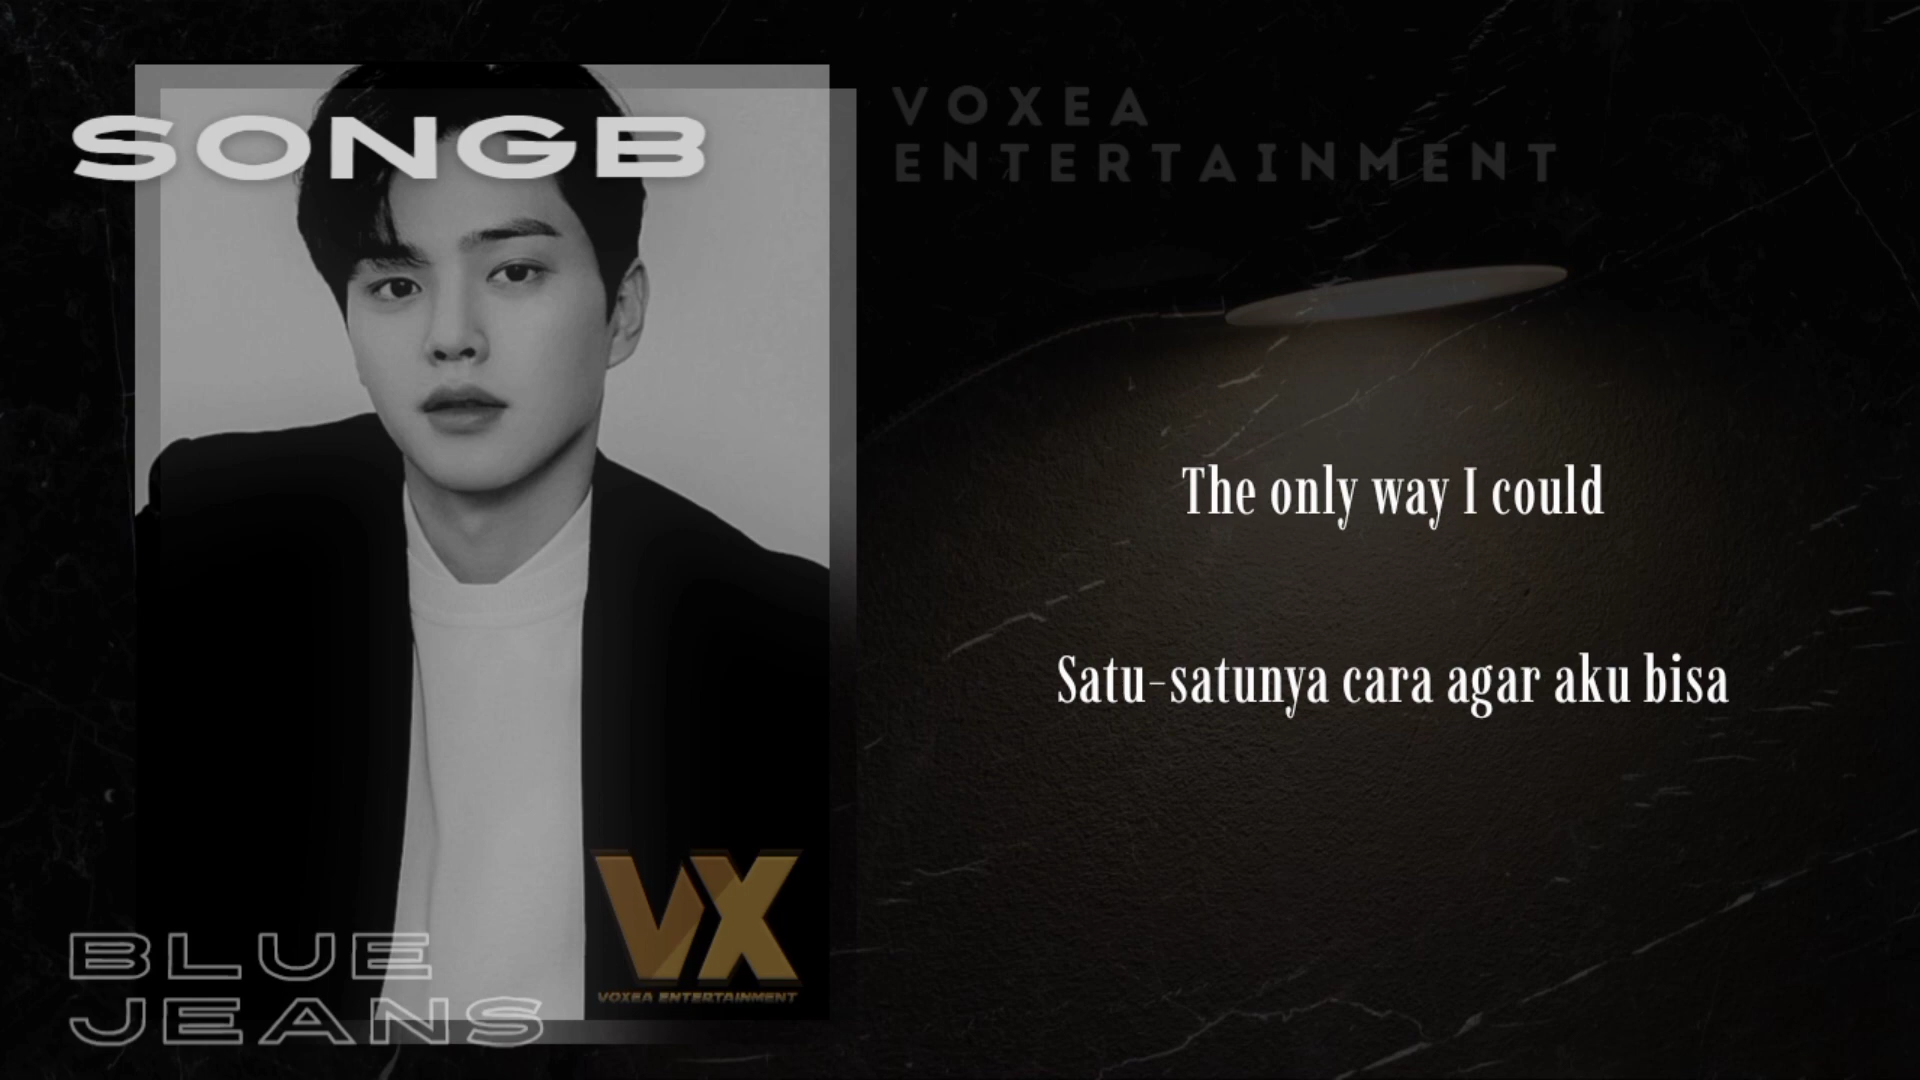 SONGB
VOXEA
ENTERTAINMENT
The only way I could
Satu-satunya cara agar aku bisa
VX
VOXEA ENTERTAINMENT
BLUE
JEANS